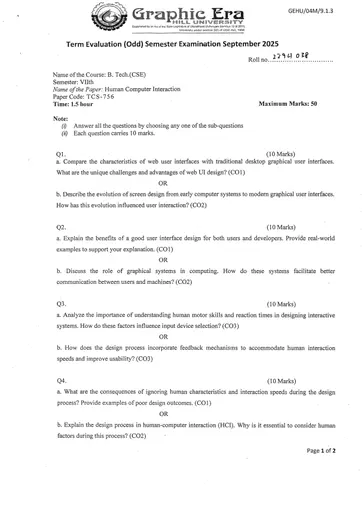 GEHU/04M/9.1.3
Graphic Era
HILL UNIVERSITY
Term Evaluation (Odd) Semester Examination September 2025
Roll no.
Name of the Course: B. Tech.(CSE)
Semester: VIIth
Name of the Paper: Human Computer Interaction
Paper Code: TCS-756
Time: 1.5 hour Maximum Marks: 50
Note:
(i) Answer all the questions by choosing any one of the sub-questions
(ii) Each question carries 10 marks.
Q1. (10 Marks)
a. Compare the characteristics of web user interfaces with traditional desktop graphical user interfaces.
What are the unique challenges and advantages of web UI design? (CO1)
OR
b. Describe the evolution of screen design from early computer systems to modern graphical user interfaces.
How has this evolution influenced user interaction? (CO2)
Q2. (10 Marks)
a. Explain the benefits of a good user interface design for both users and developers. Provide real-world
examples to support your explanation. (CO1)
OR
b. Discuss the role of graphical systems in computing. How do these systems facilitate better
communication between users and machines? (CO2)
Q3. (10 Marks)
a. Analyze the importance of understanding human motor skills and reaction times in designing interactive
systems. How do these factors influence input device selection? (CO3)
OR
b. How does the design process incorporate feedback mechanisms to accommodate human interaction
speeds and improve usability? (CO3)
Q4. (10 Marks)
a. What are the consequences of ignoring human characteristics and interaction speeds during the design
process? Provide examples of poor design outcomes. (CO1)
OR
b. Explain the design process in human-computer interaction (HCI). Why is it essential to consider human
factors during this process? (CO2)
Page 1 of 2